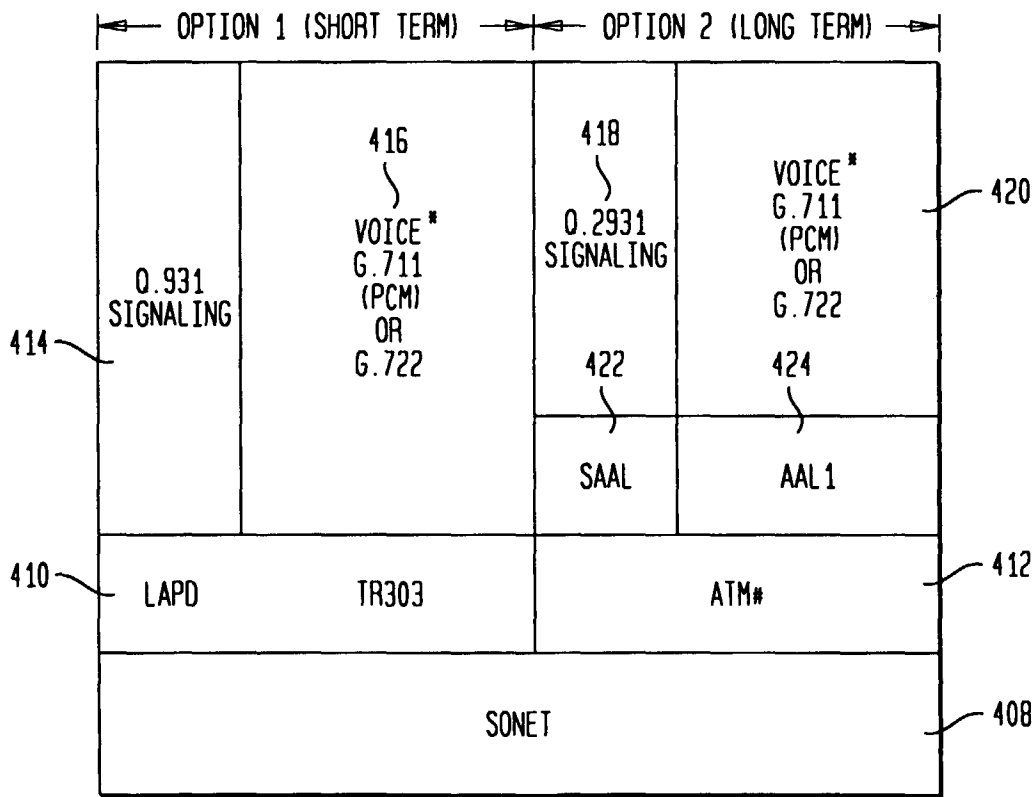 OPTION 1 (SHORT TERM)
OPTION 2 (LONG TERM)
416
418
VOICE*
G.711
(PCM)
OR
G.722
Q.2931
SIGNALING
VOICE*
G.711
(PCM)
OR
G.722
420
Q.931
SIGNALING
414
422
424
SAAL
AAL1
410
LAPD
TR303
ATM#
412
SONET
408